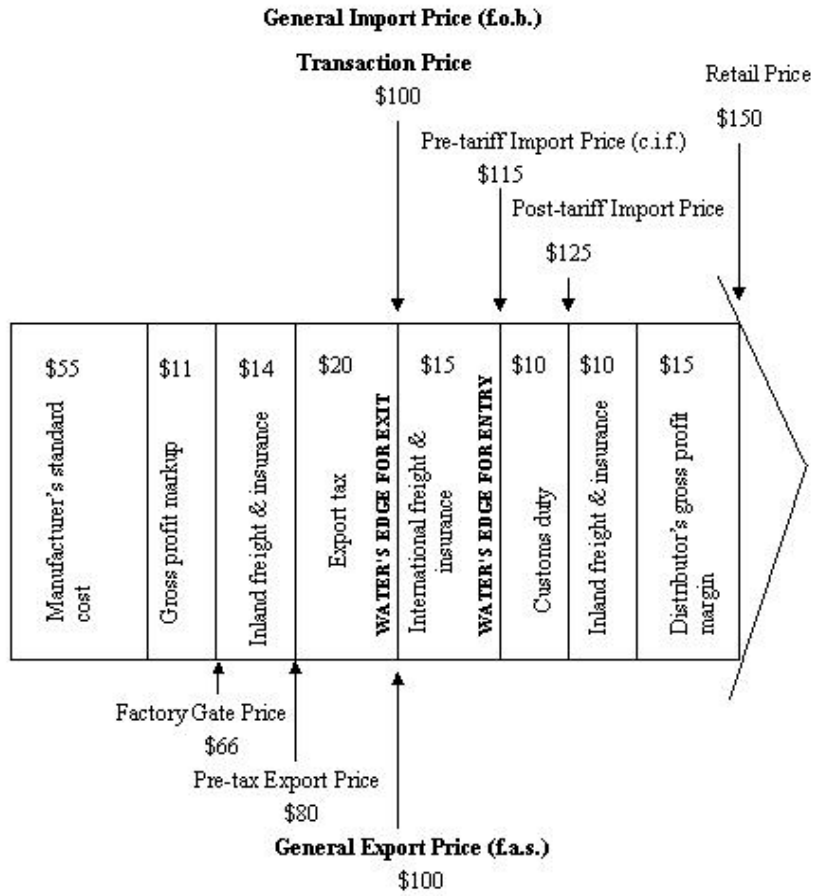 General Import Price (f.o.b.)
Transaction Price
$100
Retail Price
$150
Pre-tariff Import Price (c.i.f.)
$115
Post-tariff Import Price
$125
$55
$11
$14
$20
$15
$10
$10
$15
Manufacturer's standard
cost
Gross profit markup
Inland freight & insurance
Export tax
WATER'S EDGE FOR EXIT
International freight &
insurance
WATER'S EDGE FOR ENTRY
Customs duty
Inland freight & insurance
Distributor's gross profit
margin
Factory Gate Price
$66
Pre-tax Export Price
$80
General Export Price (f.a.s.)
$100